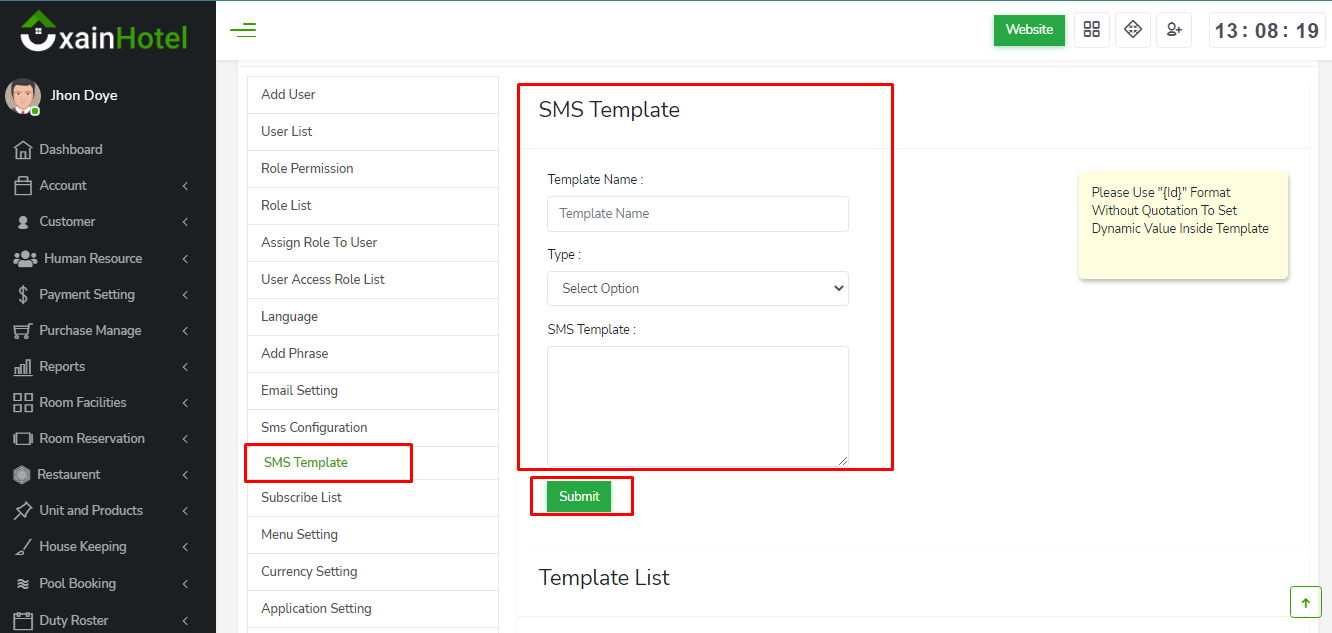 xainHotel
Website
13 : 08 : 19
Jhon Doye
Dashboard
Account
Customer
Human Resource
Payment Setting
Purchase Manage
Reports
Room Facilities
Room Reservation
Restaurent
Unit and Products
House Keeping
Pool Booking
Duty Roster
Add User
User List
Role Permission
Role List
Assign Role To User
User Access Role List
Language
Add Phrase
Email Setting
Sms Configuration
SMS Template
Subscribe List
Menu Setting
Currency Setting
Application Setting
SMS Template
Template Name :
Template Name
Type :
Select Option
SMS Template :
Submit
Please Use "{Id}" Format
Without Quotation To Set
Dynamic Value Inside Template
Template List